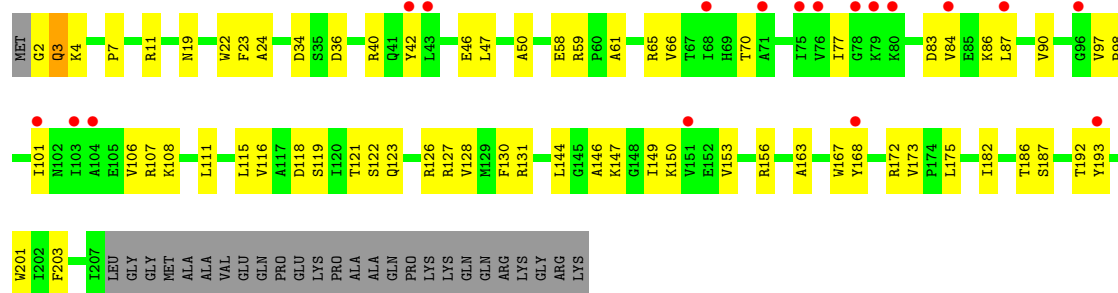 MET G2 Q3 K4 P7 R11 N19 W22 F23 A24 D34 S35 D36 R40 Q41 Y42 L43 E46 L47 A50 E58 R59 P60 A61 R65 V66 T67 I68 H69 T70 A71 I75 V76 I77 G78 K79 K80 D83 V84 E85 K86 L87 V90 G96 V97 P98
I101 N102 I103 A104 E105 V106 R107 K108 L111 L115 V116 A117 D118 S119 I120 T121 S122 Q123 R126 R127 V128 M129 F130 R131 L144 G145 A146 K147 G148 I149 K150 V151 E152 V153 R156 A163 W167 Y168 R172 V173 P174 L175 I182 T186 S187 T192 Y193
W201 I202 F203 I207 LEU GLY GLY MET ALA ALA VAL GLU GLN PRO GLU LYS PRO ALA ALA GLN PRO LYS LYS GLN GLN ARG LYS GLY ARG LYS